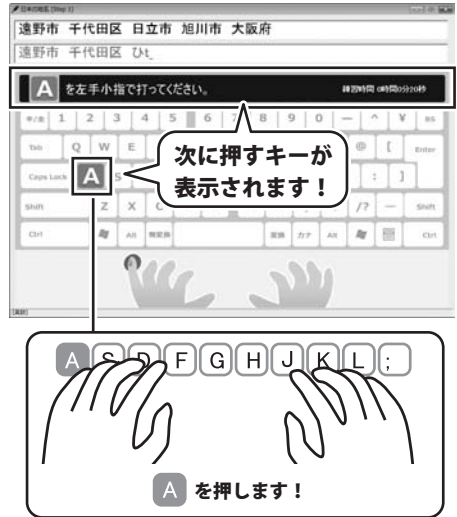 日本の地名 (Step 1)
遠野市 千代田区 日立市 旭川市 大阪府
遠野市 千代田区 ひt_
A を左手小指で打ってください。 練習時間 0時間0分20秒
半/全 1 2 3 4 5 6 7 8 9 0 - ^ ¥ BS
Tab Q W E @ [ Enter
Caps Lock A S : ]
Shift Z X C /? Shift
Ctrl Alt 無変換 変換 カナ Alt Ctrl
次に押すキーが
表示されます!
[英数]
A S D F G H J K L ;
A を押します!